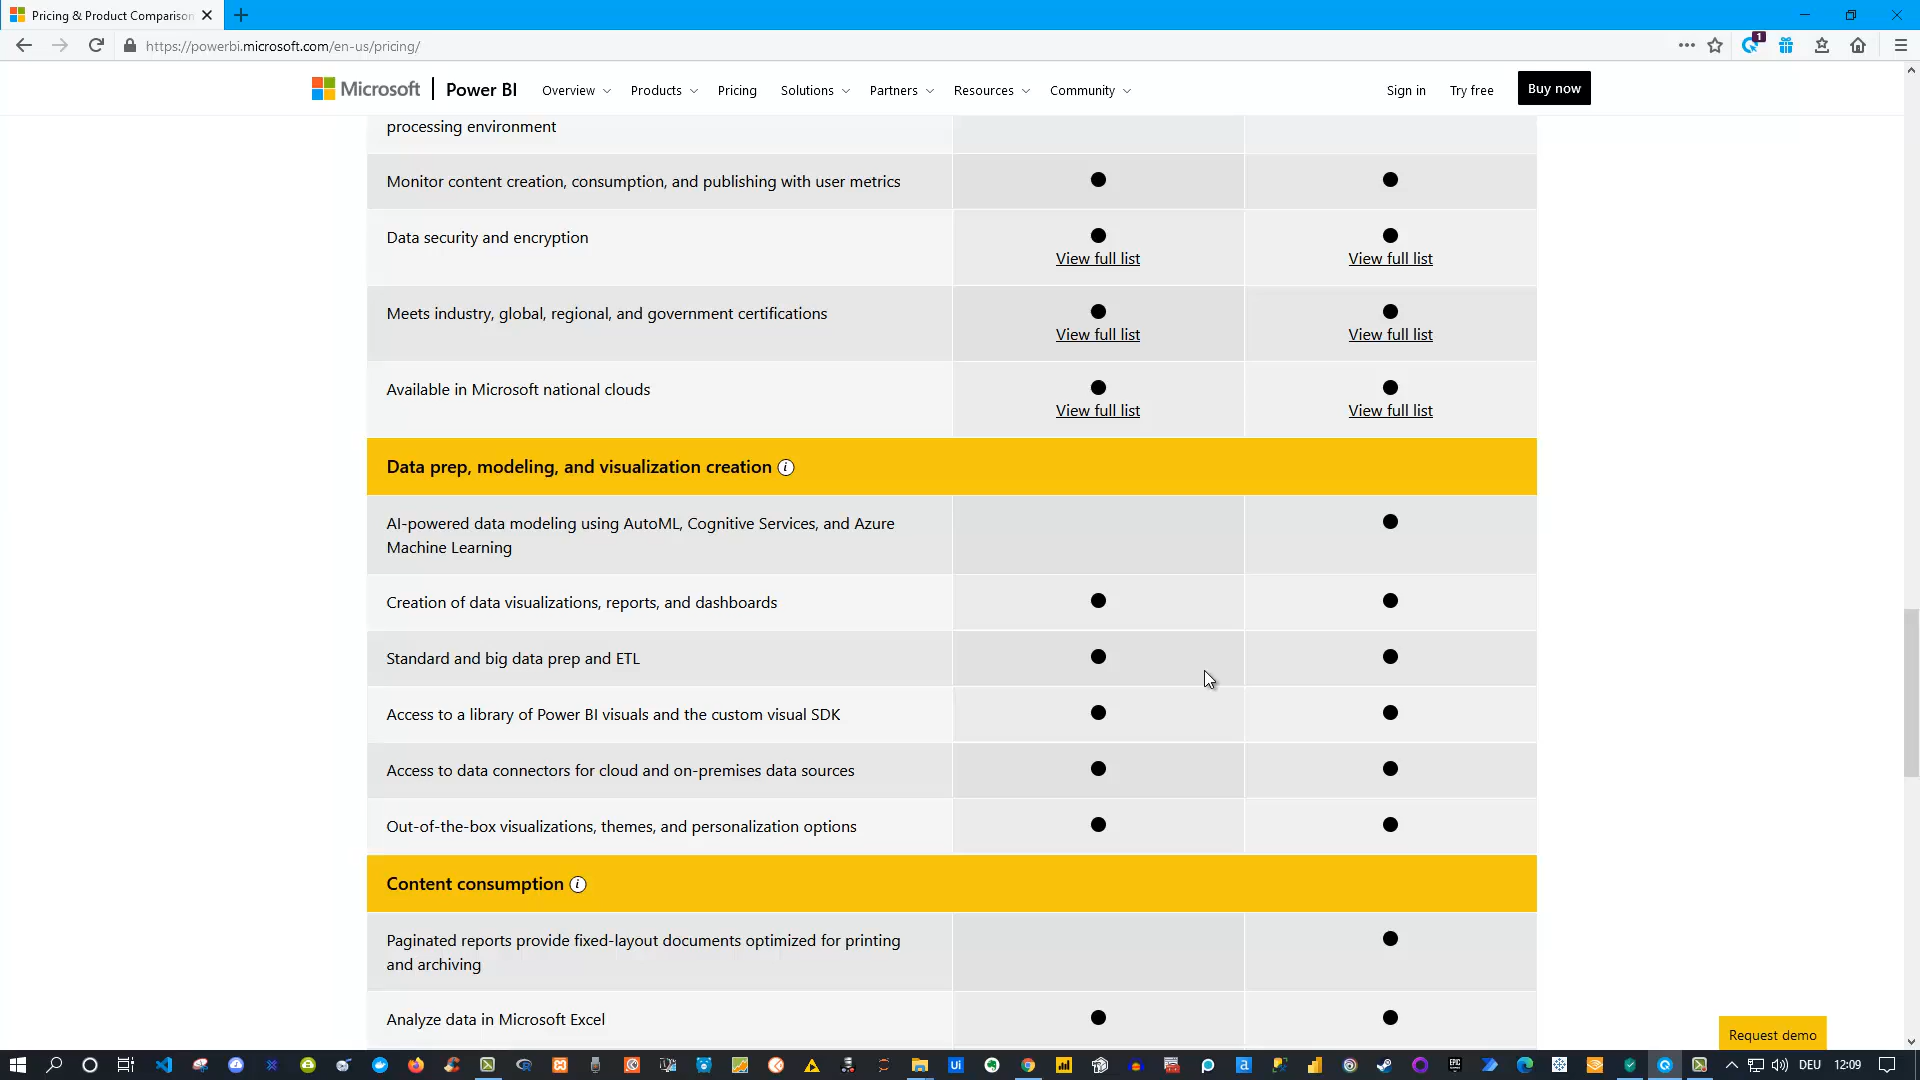 Pricing & Product Comparison
https://powerbi.microsoft.com/en-us/pricing/
1
Microsoft Power BI Overview Products Pricing Solutions Partners Resources Community Sign in Try free Buy now
processing environment
Monitor content creation, consumption, and publishing with user metrics
Data security and encryption
View full list View full list
Meets industry, global, regional, and government certifications
View full list View full list
Available in Microsoft national clouds
View full list View full list
Data prep, modeling, and visualization creation i
AI-powered data modeling using AutoML, Cognitive Services, and Azure
Machine Learning
Creation of data visualizations, reports, and dashboards
Standard and big data prep and ETL
Access to a library of Power BI visuals and the custom visual SDK
Access to data connectors for cloud and on-premises data sources
Out-of-the-box visualizations, themes, and personalization options
Content consumption i
Paginated reports provide fixed-layout documents optimized for printing
and archiving
Analyze data in Microsoft Excel
Request demo
DEU 12:09